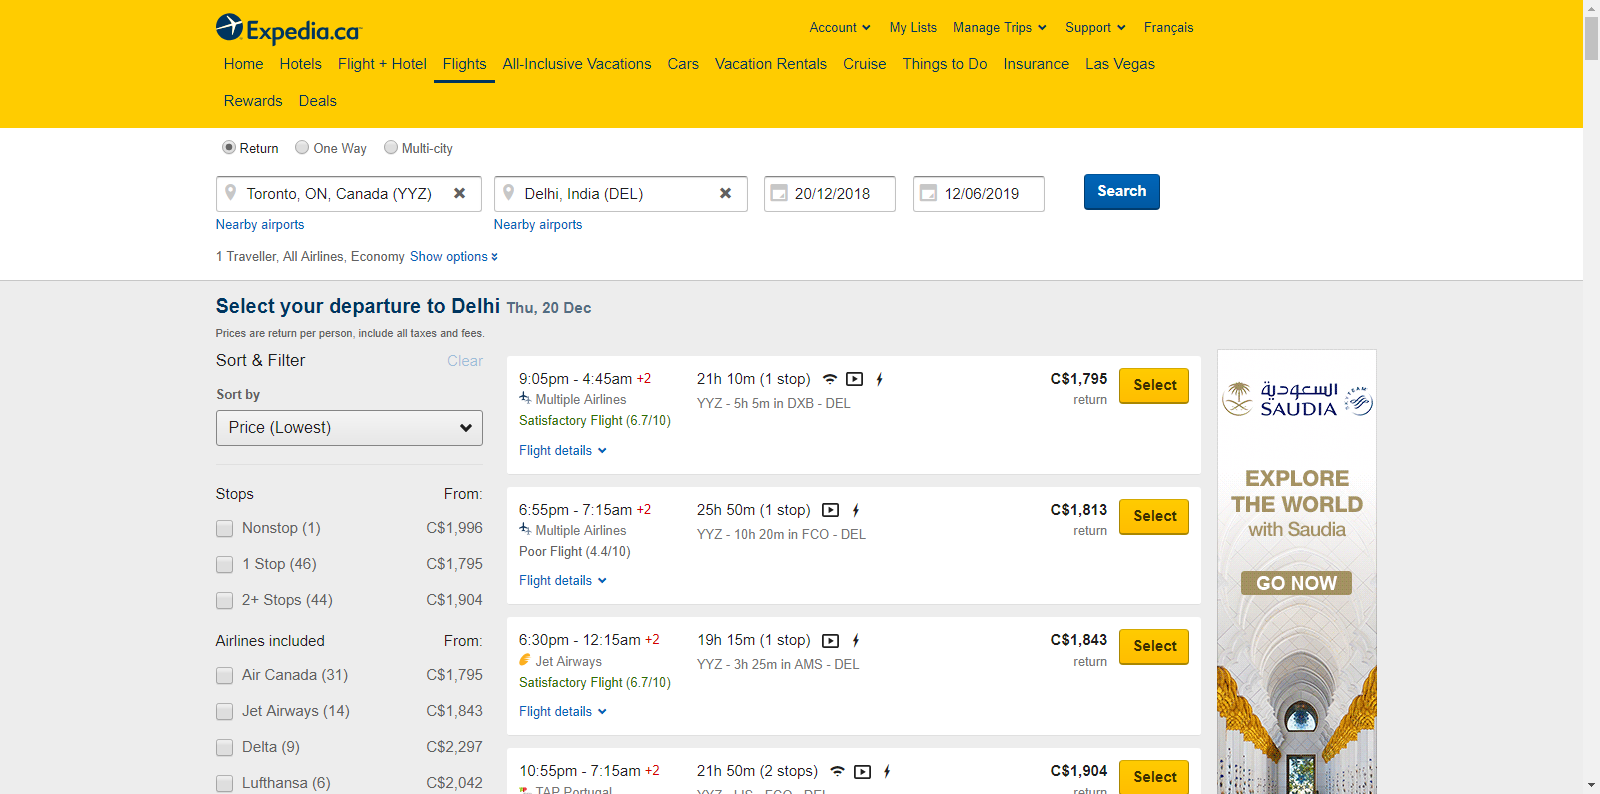 Expedia.ca
Account
My Lists
Manage Trips
Support
Français
Home
Hotels
Flight + Hotel
Flights
All-Inclusive Vacations
Cars
Vacation Rentals
Cruise
Things to Do
Insurance
Las Vegas
Rewards
Deals
Return
One Way
Multi-city
Toronto, ON, Canada (YYZ)
Delhi, India (DEL)
20/12/2018
12/06/2019
Search
Nearby airports
Nearby airports
1 Traveller, All Airlines, Economy Show options
Select your departure to Delhi Thu, 20 Dec
Prices are return per person, include all taxes and fees.
Sort & Filter
Clear
Sort by
Price (Lowest)
Stops From:
Nonstop (1) C$1,996
1 Stop (46) C$1,795
2+ Stops (44) C$1,904
Airlines included From:
Air Canada (31) C$1,795
Jet Airways (14) C$1,843
Delta (9) C$2,297
Lufthansa (6) C$2,042
9:05pm - 4:45am +2
Multiple Airlines
Satisfactory Flight (6.7/10)
Flight details
21h 10m (1 stop)
YYZ - 5h 5m in DXB - DEL
C$1,795
return
Select
6:55pm - 7:15am +2
Multiple Airlines
Poor Flight (4.4/10)
Flight details
25h 50m (1 stop)
YYZ - 10h 20m in FCO - DEL
C$1,813
return
Select
6:30pm - 12:15am +2
Jet Airways
Satisfactory Flight (6.7/10)
Flight details
19h 15m (1 stop)
YYZ - 3h 25m in AMS - DEL
C$1,843
return
Select
10:55pm - 7:15am +2
TAP Portugal
21h 50m (2 stops)
YYZ - LIS - FCO - DEL
C$1,904
return
Select
السعودية
SAUDIA
SKYTEAM
EXPLORE
THE WORLD
with Saudia
GO NOW